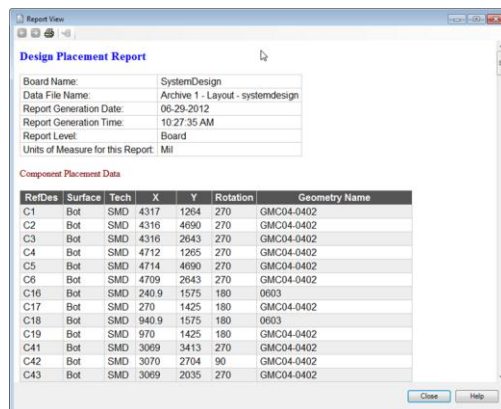 Report View
Design Placement Report
Board Name: SystemDesign
Data File Name: Archive 1 - Layout - systemdesign
Report Generation Date: 06-29-2012
Report Generation Time: 10:27:35 AM
Report Level: Board
Units of Measure for this Report: Mil
Component Placement Data
RefDes Surface Tech X Y Rotation Geometry Name
C1 Bot SMD 4317 1264 270 GMC04-0402
C2 Bot SMD 4316 4690 270 GMC04-0402
C3 Bot SMD 4316 2643 270 GMC04-0402
C4 Bot SMD 4712 1265 270 GMC04-0402
C5 Bot SMD 4714 4690 270 GMC04-0402
C6 Bot SMD 4709 2643 270 GMC04-0402
C16 Bot SMD 240.9 1575 180 0603
C17 Bot SMD 270 1425 180 GMC04-0402
C18 Bot SMD 940.9 1575 180 0603
C19 Bot SMD 970 1425 180 GMC04-0402
C41 Bot SMD 3069 3413 270 GMC04-0402
C42 Bot SMD 3070 2704 90 GMC04-0402
C43 Bot SMD 3069 2035 270 GMC04-0402
Close Help